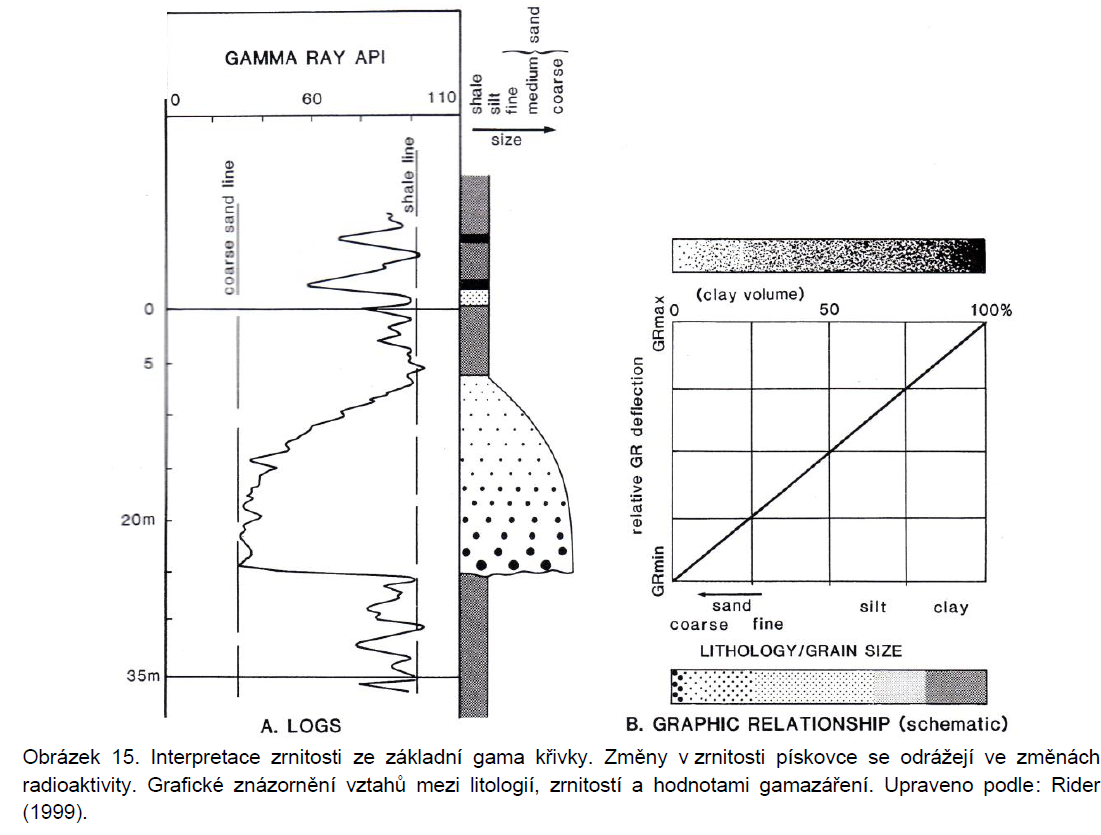 GAMMA RAY API
0 60 110
shale
silt
fine
medium
coarse
sand
size
coarse sand line
shale line
0
5
20m
35m
A. LOGS
(clay volume)
0 50 100%
GRmax
relative GR deflection
GRmin
sand silt clay
coarse fine
LITHOLOGY/GRAIN SIZE
B. GRAPHIC RELATIONSHIP (schematic)
Obrázek 15. Interpretace zrnitosti ze základní gama křivky. Změny v zrnitosti pískovce se odrážejí ve změnách
radioaktivity. Grafické znázornění vztahů mezi litologií, zrnitostí a hodnotami gamazáření. Upraveno podle: Rider
(1999).